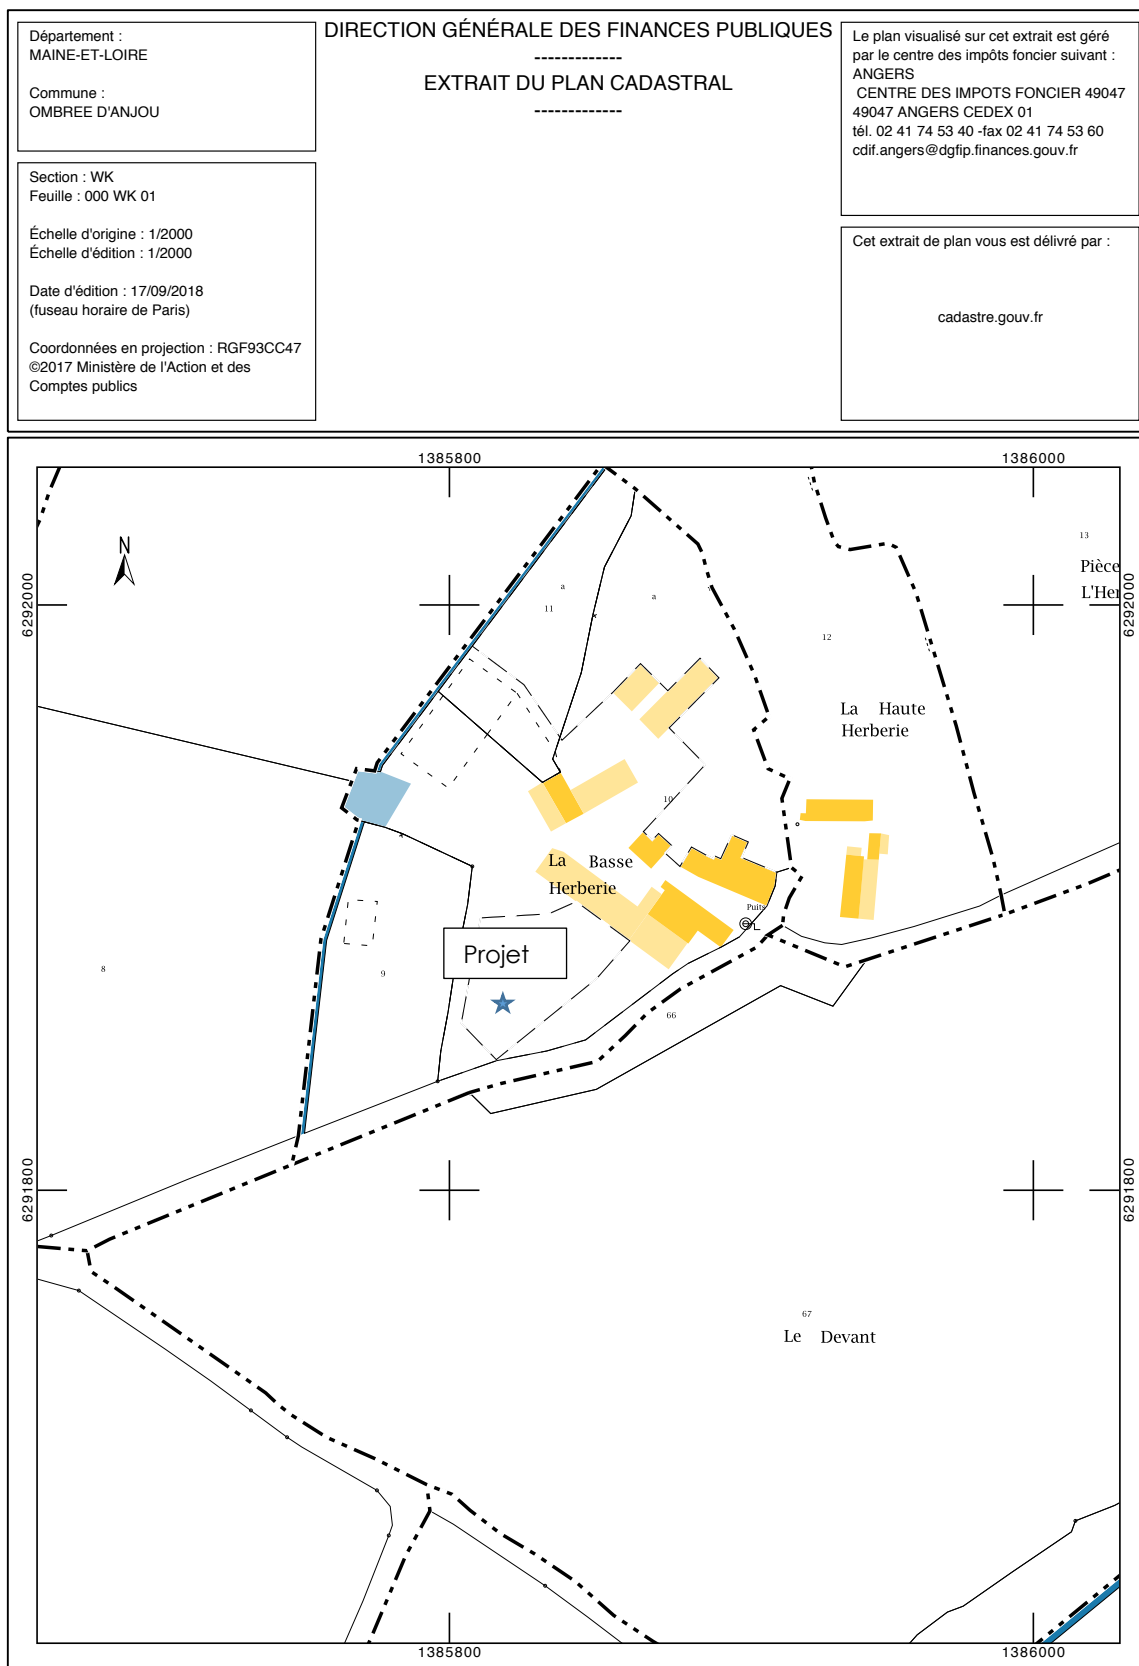 Département :
MAINE-ET-LOIRE
Commune :
OMBREE D'ANJOU
Section : WK
Feuille : 000 WK 01
Échelle d'origine : 1/2000
Échelle d'édition : 1/2000
Date d'édition : 17/09/2018
(fuseau horaire de Paris)
Coordonnées en projection : RGF93CC47
©2017 Ministère de l'Action et des
Comptes publics
DIRECTION GÉNÉRALE DES FINANCES PUBLIQUES
-------------
EXTRAIT DU PLAN CADASTRAL
-------------
Le plan visualisé sur cet extrait est géré
par le centre des impôts foncier suivant :
ANGERS
CENTRE DES IMPOTS FONCIER 49047
49047 ANGERS CEDEX 01
tél. 02 41 74 53 40 -fax 02 41 74 53 60
cdif.angers@dgfip.finances.gouv.fr
Cet extrait de plan vous est délivré par :
cadastre.gouv.fr
1385800
1386000
N
13
Pièce
L'Her
6292000
6292000
a
11
a
12
La Haute
Herberie
10
La Basse
Herberie
Puits
Projet
8
9
66
6291800
6291800
67
Le Devant
1385800
1386000